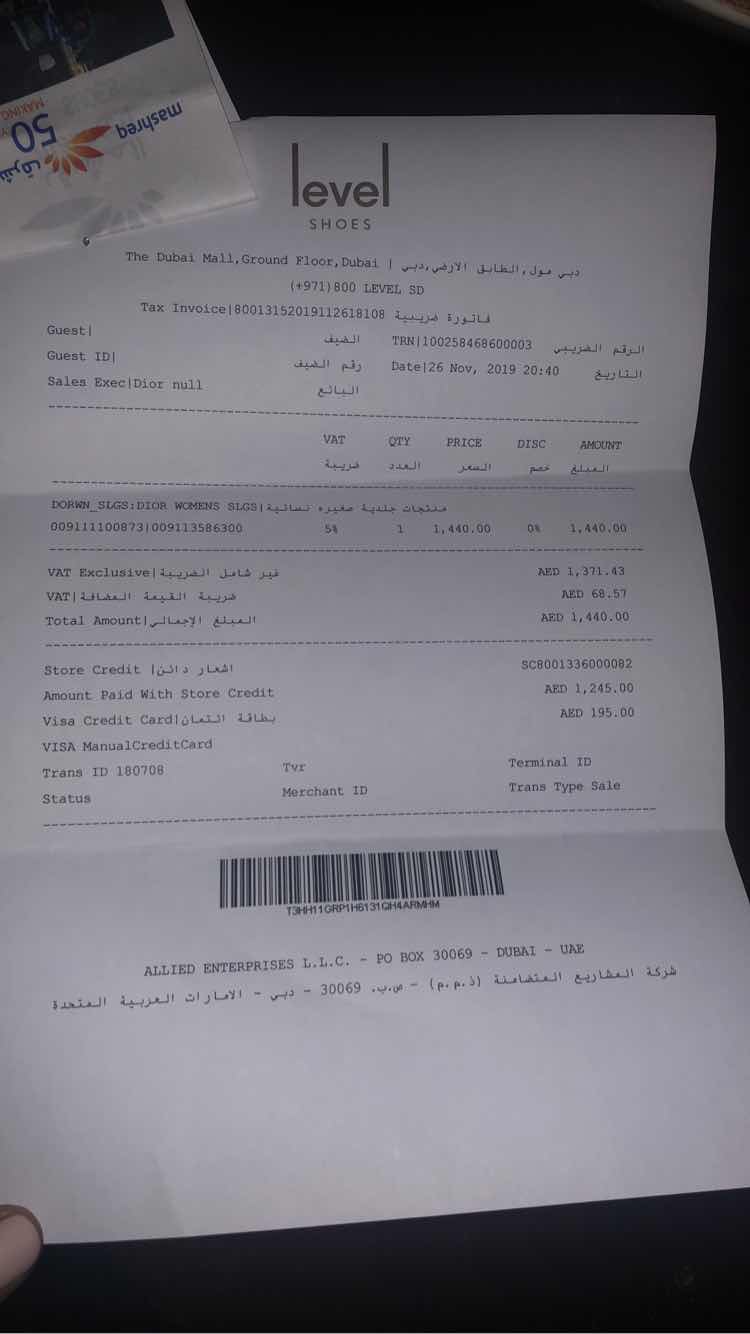 MAKING
50
mashreq
level
SHOES
The Dubai Mall,Ground Floor,Dubai | دبي مول,الطابق الارضي,دبي
(+971)800 LEVEL SD
Tax Invoice|80013152019112618108 فاتورة ضريبية
Guest| الضيف TRN|100258468600003 الرقم الضريبي
Guest ID| رقم الضيف Date|26 Nov, 2019 20:40 التاريخ
Sales Exec|Dior null البائع
VAT QTY PRICE DISC AMOUNT
ضريبة العدد السعر خصم المبلغ
DORWN_SLGS:DIOR WOMENS SLGS|منتجات جلدية صغيره نسائية
009111100873|009113586300 5% 1 1,440.00 0% 1,440.00
VAT Exclusive|غير شامل الضريبة AED 1,371.43
VAT|ضريبة القيمة المضافة AED 68.57
Total Amount|المبلغ الإجمالي AED 1,440.00
Store Credit |اشعار دائن SC8001336000082
Amount Paid With Store Credit AED 1,245.00
Visa Credit Card|بطاقة ائتمان AED 195.00
VISA ManualCreditCard
Trans ID 180708 Tvr Terminal ID
Status Merchant ID Trans Type Sale
T3HH11GRP1H6131QH4ARMHM
ALLIED ENTERPRISES L.L.C. - PO BOX 30069 - DUBAI - UAE
شركة المشاريع المتضامنة (ذ.م.م) - ص.ب. 30069 - دبي - الامارات العربية المتحدة